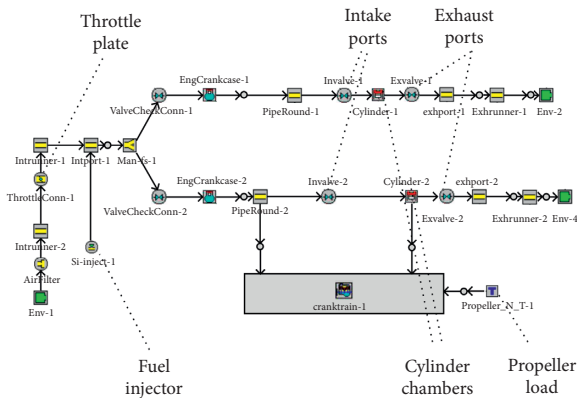 Throttle
plate
Intake
ports
Exhaust
ports
EngCrankcase-1
Invalve-1
Exvalve-1
ValveCheckConn-1
PipeRound-1
Cylinder-1
exhport-1
Exhrunner-1
Env-2
Intrunner-1
Intport-1
Man-fs-1
EngCrankcase-2
Invalve-2
Cylinder-2
exhport-2
ThrottleConn-1
ValveCheckConn-2
PipeRound-2
Exvalve-2
Exhrunner-2
Env-4
Intrunner-2
Si-inject-1
AirFilter
Env-1
cranktrain-1
T
Propeller_N_T-1
Fuel
injector
Cylinder
chambers
Propeller
load